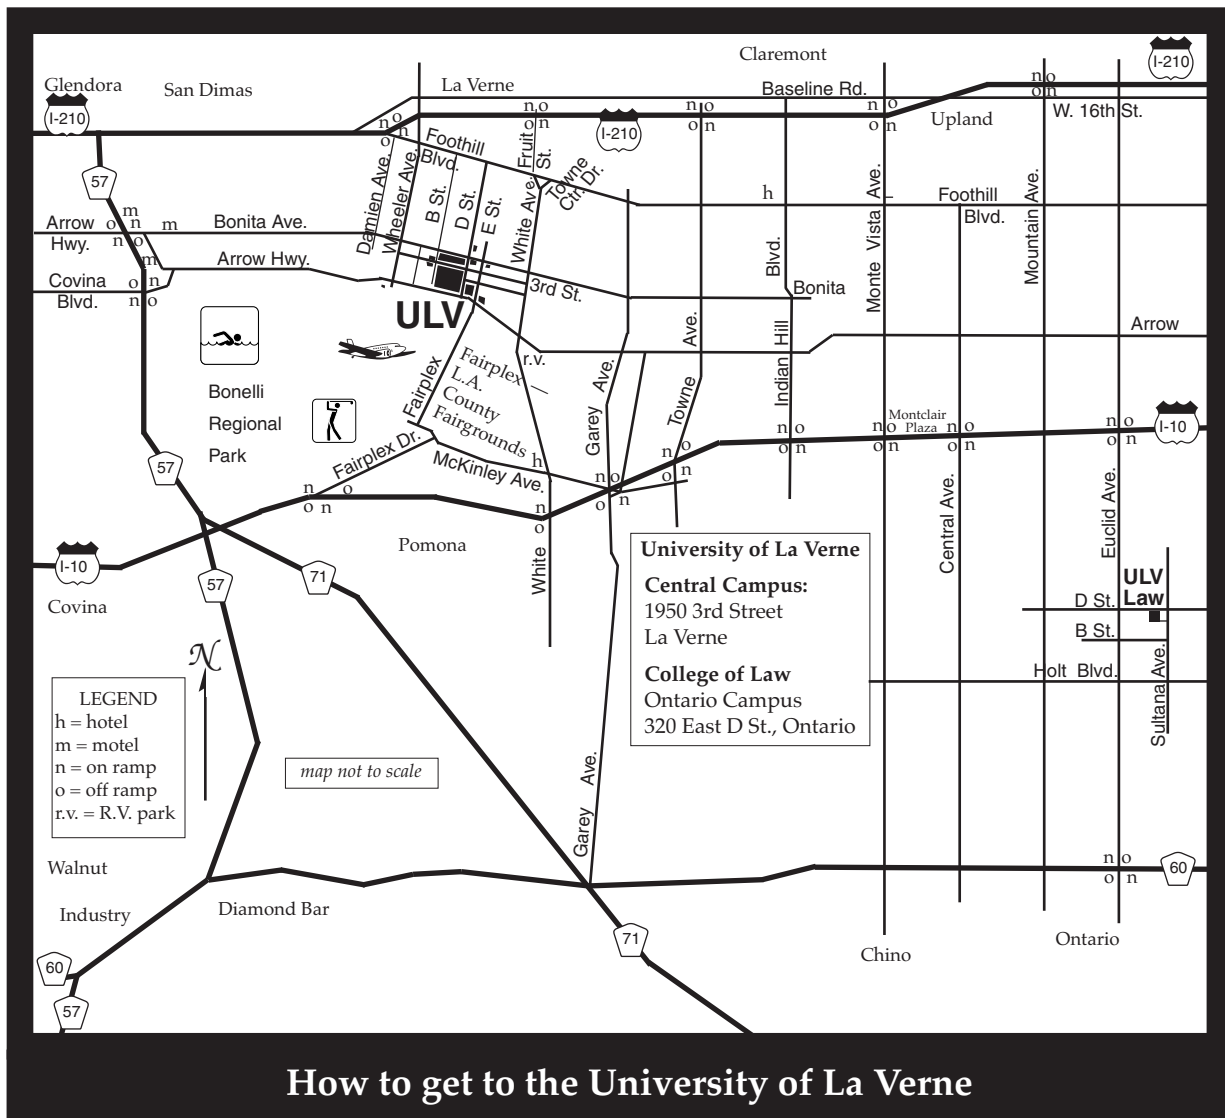 Claremont
I-210
Glendora
San Dimas
La Verne
Baseline Rd.
n o
o n
W. 16th St.
I-210
n o
o n
n o
o
Fruit St.
n o
o n
I-210
n o
o n
n o
o n
Upland
Foothill
Blvd.
57
Damien Ave.
Wheeler Ave.
B St.
D St.
E St.
White Ave.
Towne
Ctr. Dr.
h
Monte Vista Ave.
Foothill
Blvd.
Mountain Ave.
Arrow
Hwy.
m
o n m
n o
Bonita Ave.
m
Arrow Hwy.
Covina
Blvd.
o n
n o
3rd St.
Blvd.
Bonita
ULV
Ave.
Arrow
r.v.
Indian Hill
Fairplex
Fairplex —
L.A.
County
Fairgrounds
Garey Ave.
Towne
Bonelli
Regional
Park
Montclair
Plaza
n o
o n
n o
o n
n o
o n
n o
o n
I-10
57
Fairplex Dr.
McKinley Ave.
h
n o
o n
n o
o n
n o
o n
n
o
Pomona
White
Central Ave.
Euclid Ave.
I-10
Covina
57
71
University of La Verne
Central Campus:
1950 3rd Street
La Verne
College of Law
Ontario Campus
320 East D St., Ontario
ULV
Law
D St.
B St.
Holt Blvd.
Sultana Ave.
N
LEGEND
h = hotel
m = motel
n = on ramp
o = off ramp
r.v. = R.V. park
map not to scale
Garey Ave.
Walnut
n o
o n
60
Industry
Diamond Bar
71
Chino
Ontario
60
57
How to get to the University of La Verne